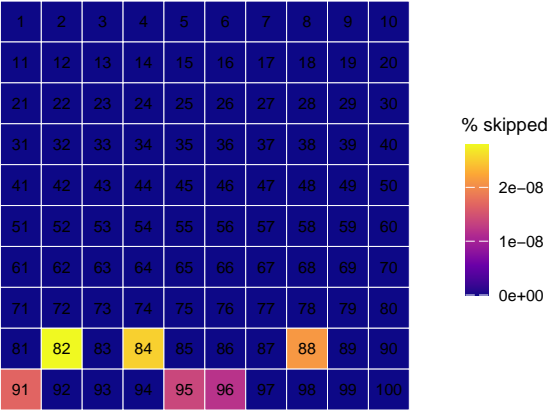 1 2 3 4 5 6 7 8 9 10
11 12 13 14 15 16 17 18 19 20
21 22 23 24 25 26 27 28 29 30
31 32 33 34 35 36 37 38 39 40
41 42 43 44 45 46 47 48 49 50
51 52 53 54 55 56 57 58 59 60
61 62 63 64 65 66 67 68 69 70
71 72 73 74 75 76 77 78 79 80
81 82 83 84 85 86 87 88 89 90
91 92 93 94 95 96 97 98 99 100
% skipped
2e−08
1e−08
0e+00